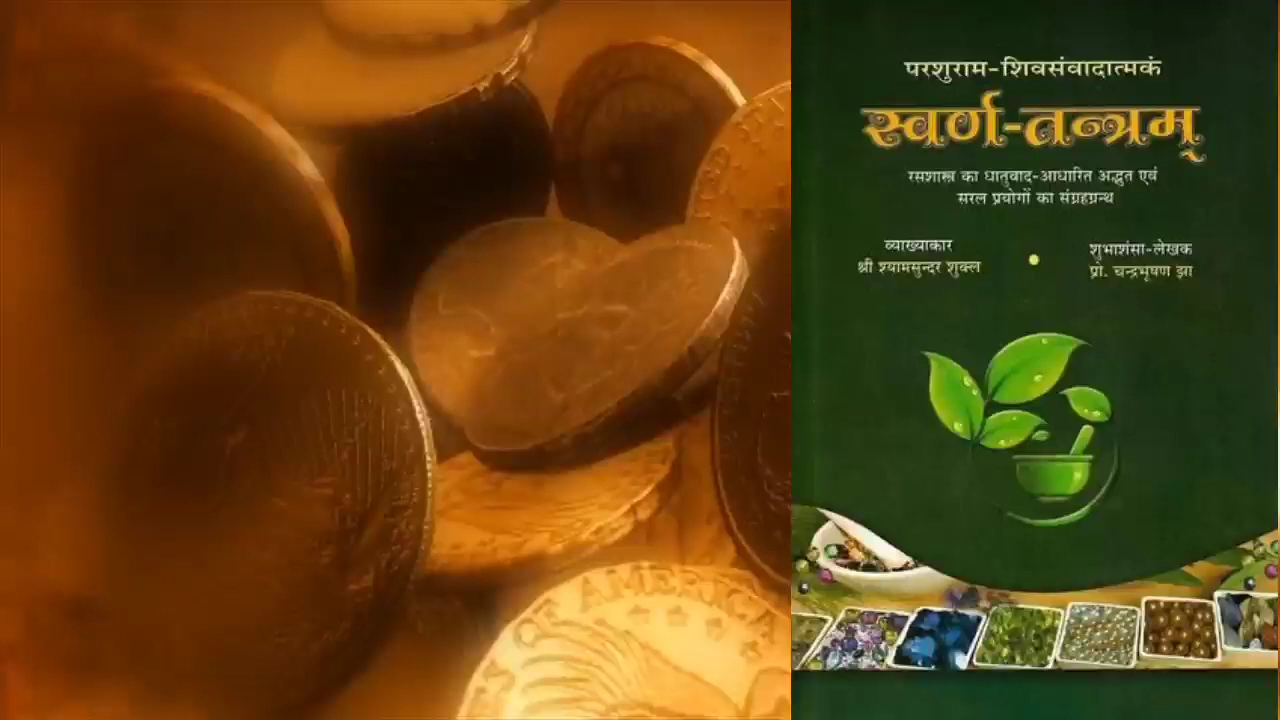 OF AMERICA
परशुराम-शिवसंवादात्मकं
स्वर्ण-तन्त्रम्
रसशास्त्र का धातुवाद-आधारित अद्भुत एवं
सरल प्रयोगों का संग्रहग्रन्थ
व्याख्याकार
श्री श्यामसुन्दर शुक्ल
शुभाशंसा-लेखक
प्रो. चन्द्रभूषण झा